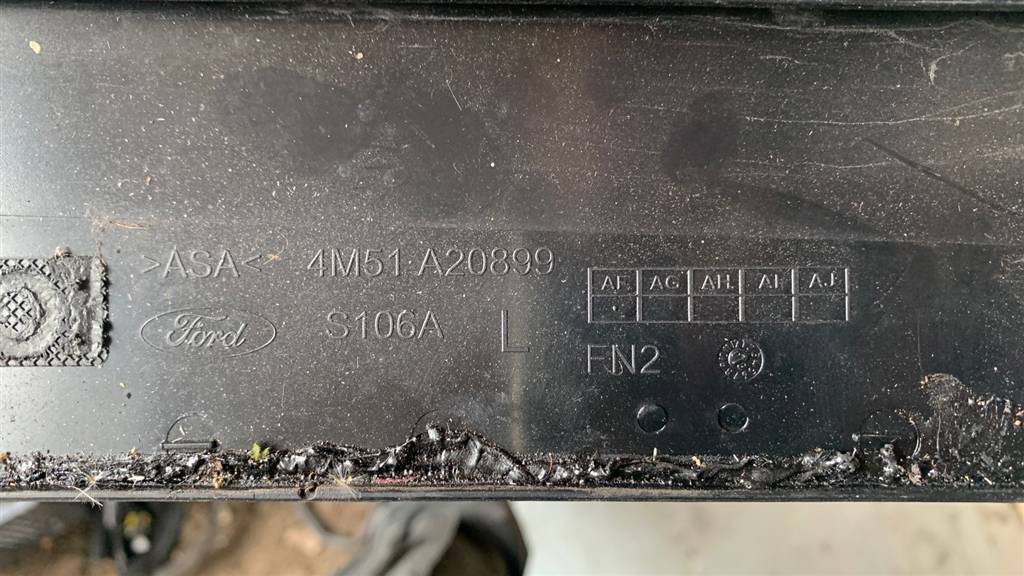 >ASA< 4M51 A20899
Ford S106A L
AF AG AH AI AJ
FN2